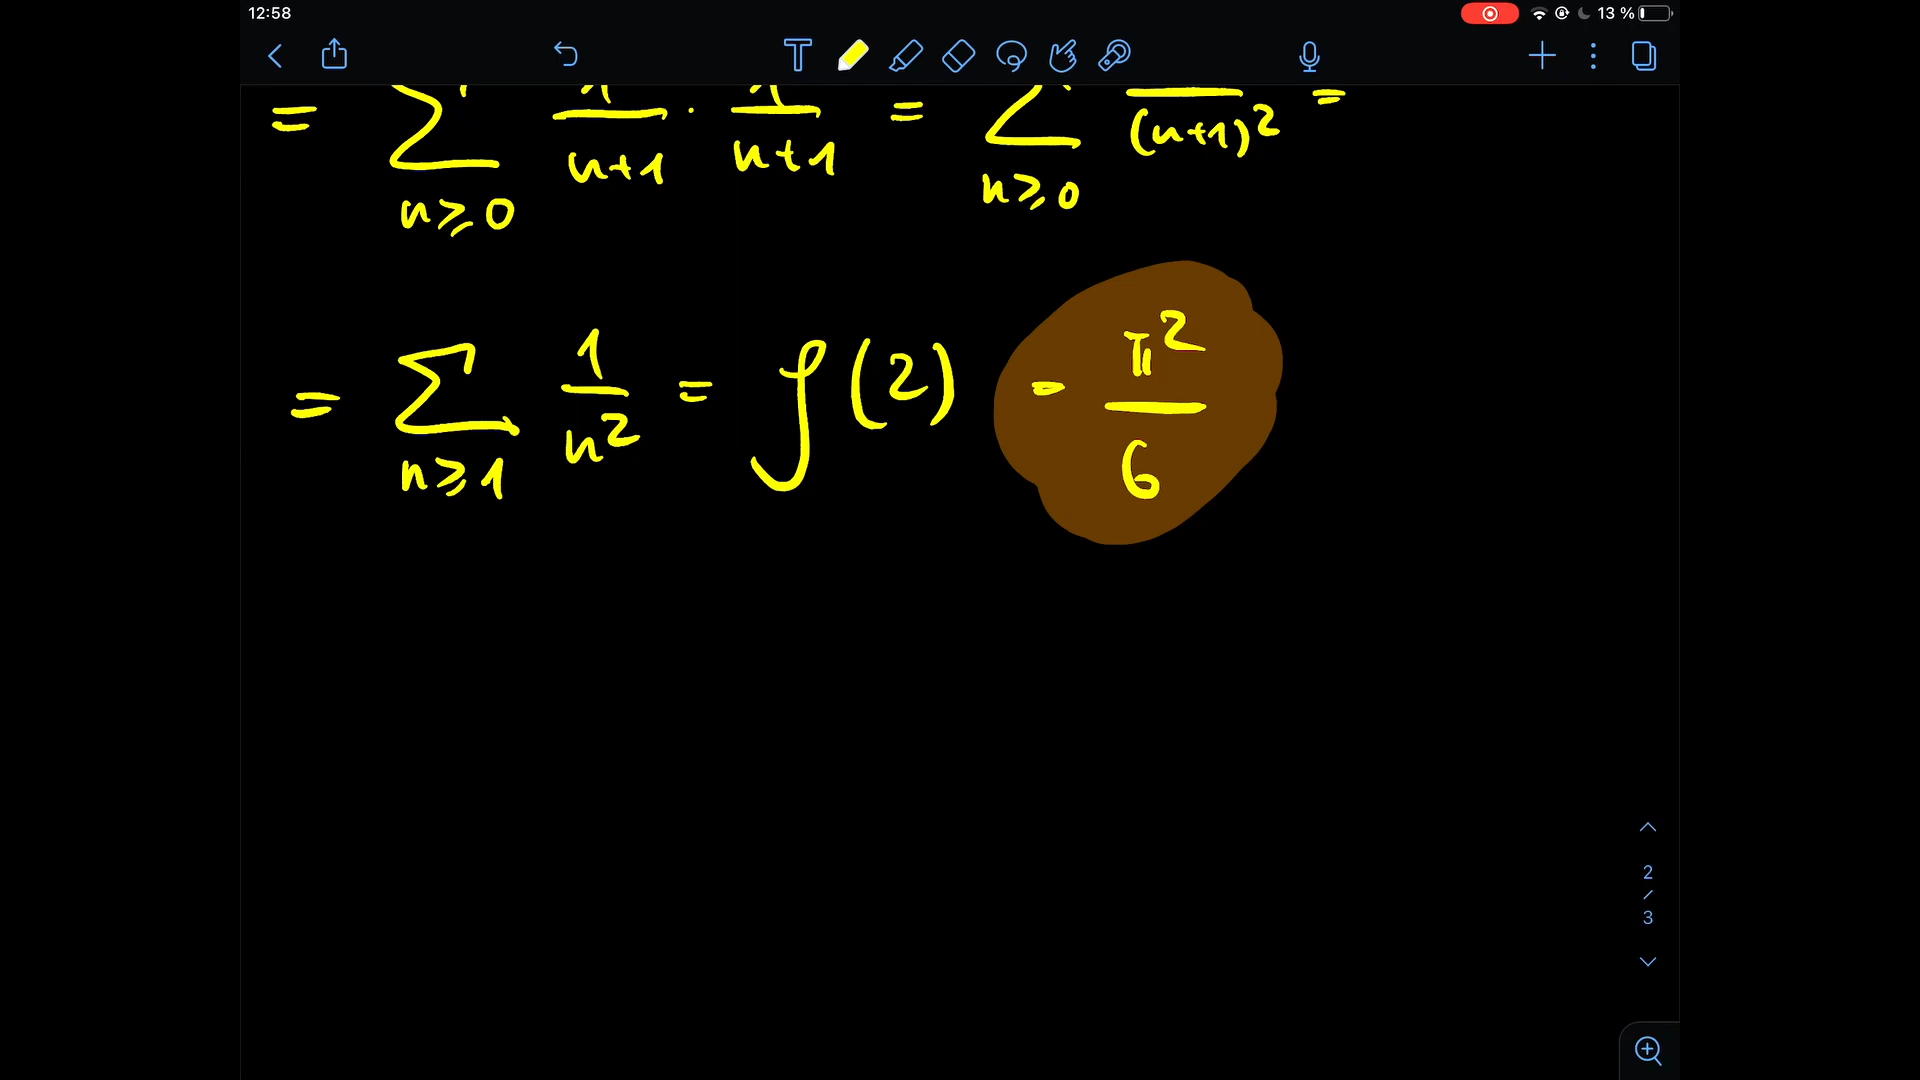 12:58 13 %
= ∑ 1/n+1 · 1/n+1 = ∑ 1/(n+1)² =
n≥0 n≥0
= ∑ 1/n² = ζ(2) = π²/6
n≥1
2
/
3